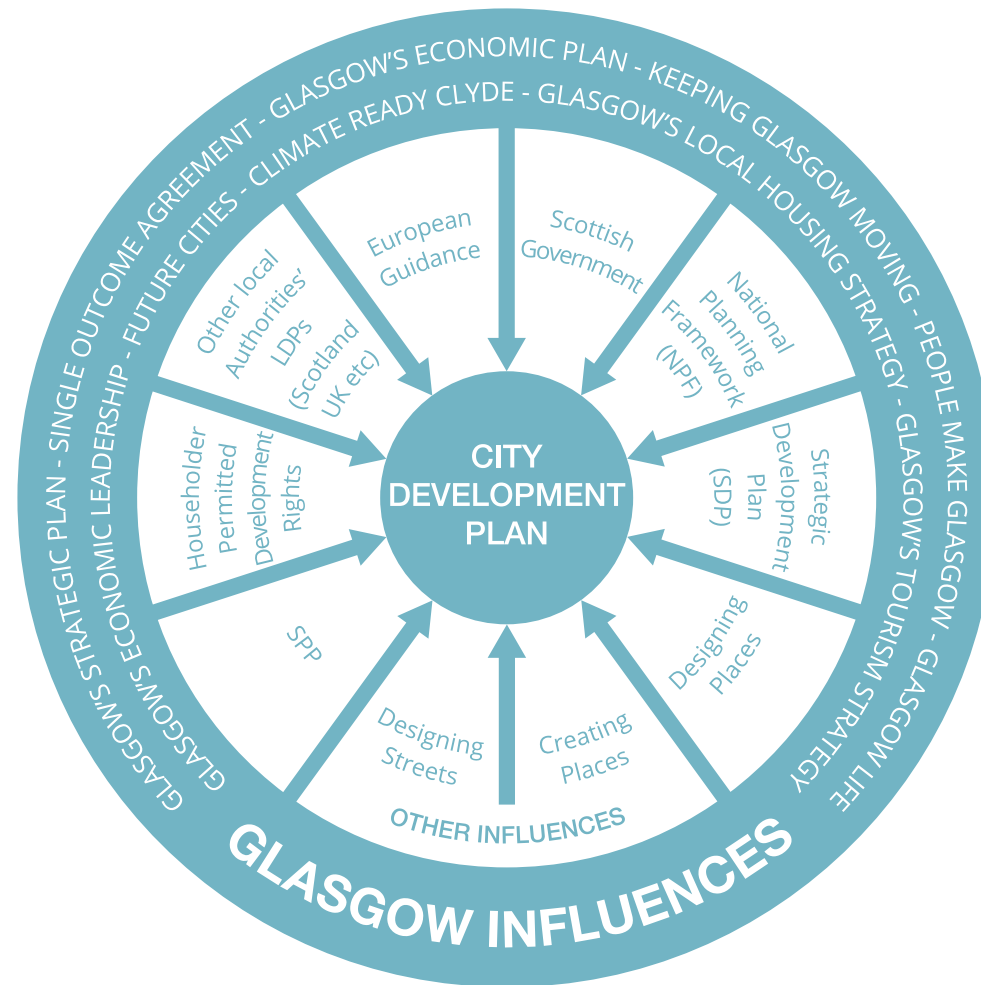 GLASGOW'S STRATEGIC PLAN - SINGLE OUTCOME AGREEMENT - GLASGOW'S ECONOMIC PLAN - KEEPING GLASGOW MOVING - PEOPLE MAKE GLASGOW - GLASGOW LIFE
GLASGOW'S ECONOMIC LEADERSHIP - FUTURE CITIES - CLIMATE READY CLYDE - GLASGOW'S LOCAL HOUSING STRATEGY - GLASGOW'S TOURISM STRATEGY
European
Guidance
Scottish
Government
National
Planning
Framework
(NPF)
Strategic
Development
Plan
(SDP)
Designing
Places
Creating
Places
Designing
Streets
SPP
Householder
Permitted
Development
Rights
Other local
Authorities'
LDPs
(Scotland
UK etc)
CITY
DEVELOPMENT
PLAN
OTHER INFLUENCES
GLASGOW INFLUENCES